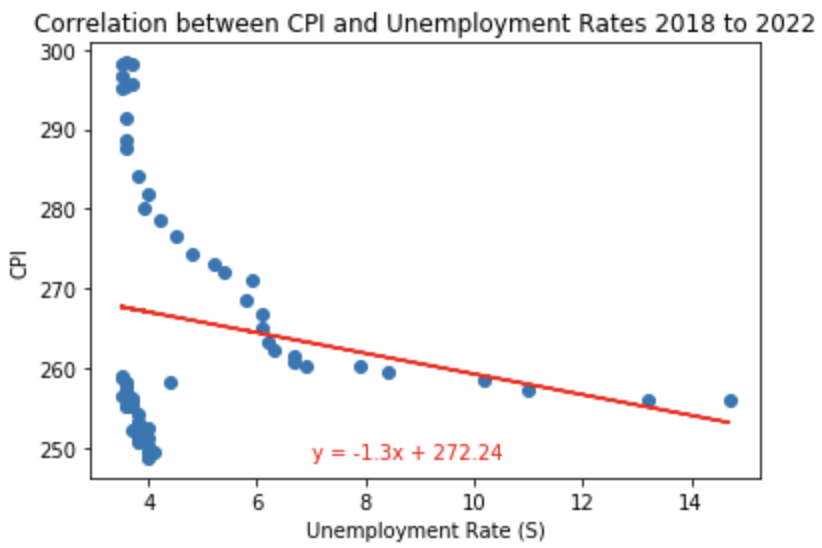 Correlation between CPI and Unemployment Rates 2018 to 2022
300
290
280
270
260
250
CPI
y = -1.3x + 272.24
4 6 8 10 12 14
Unemployment Rate (S)